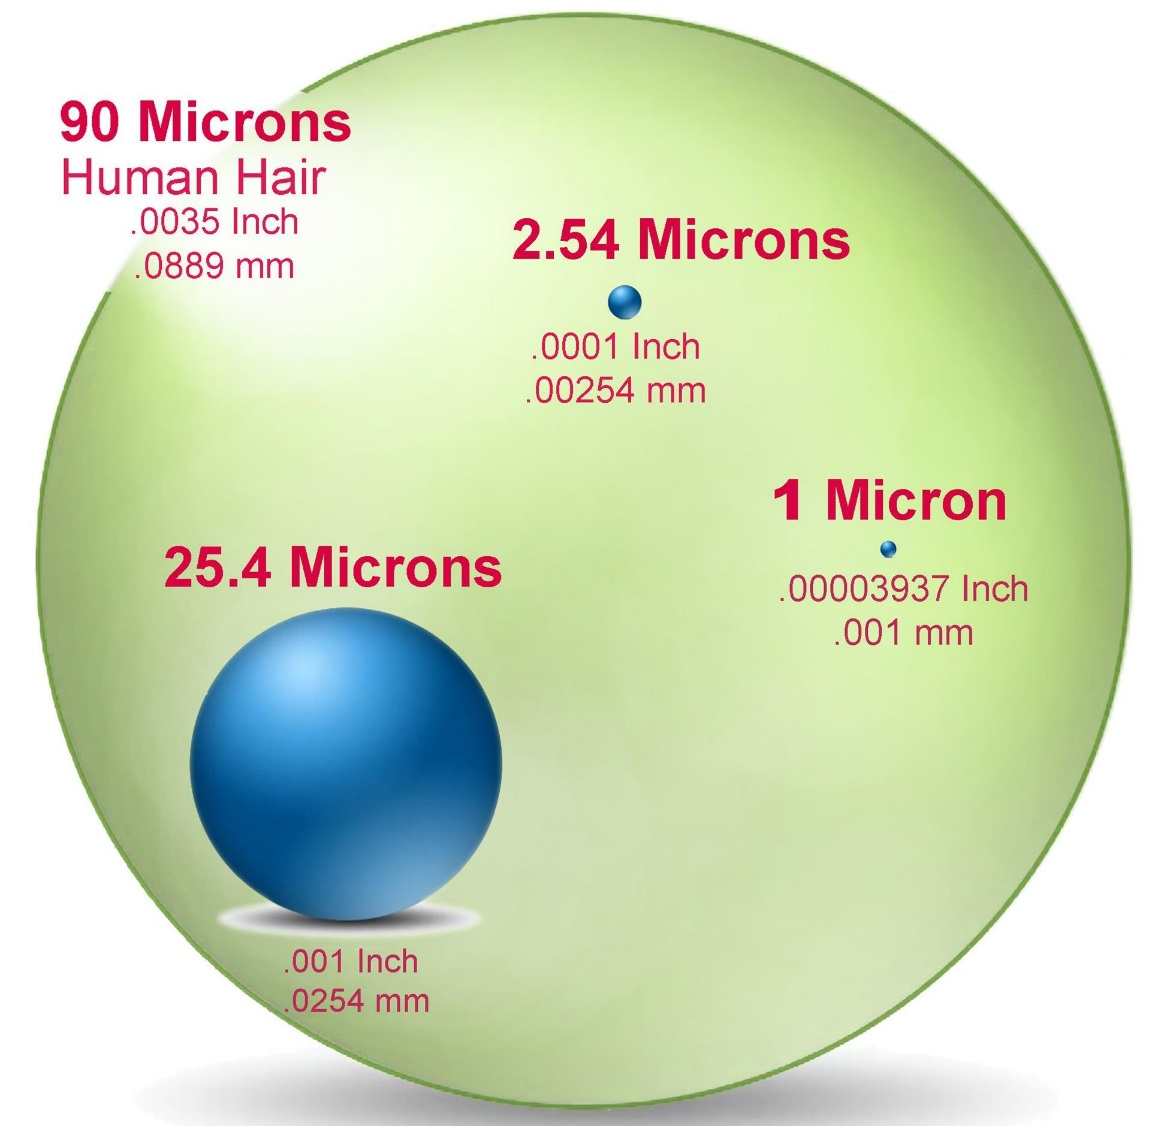 90 Microns
Human Hair
.0035 Inch
.0889 mm
2.54 Microns
.0001 Inch
.00254 mm
1 Micron
.00003937 Inch
.001 mm
25.4 Microns
.001 Inch
.0254 mm